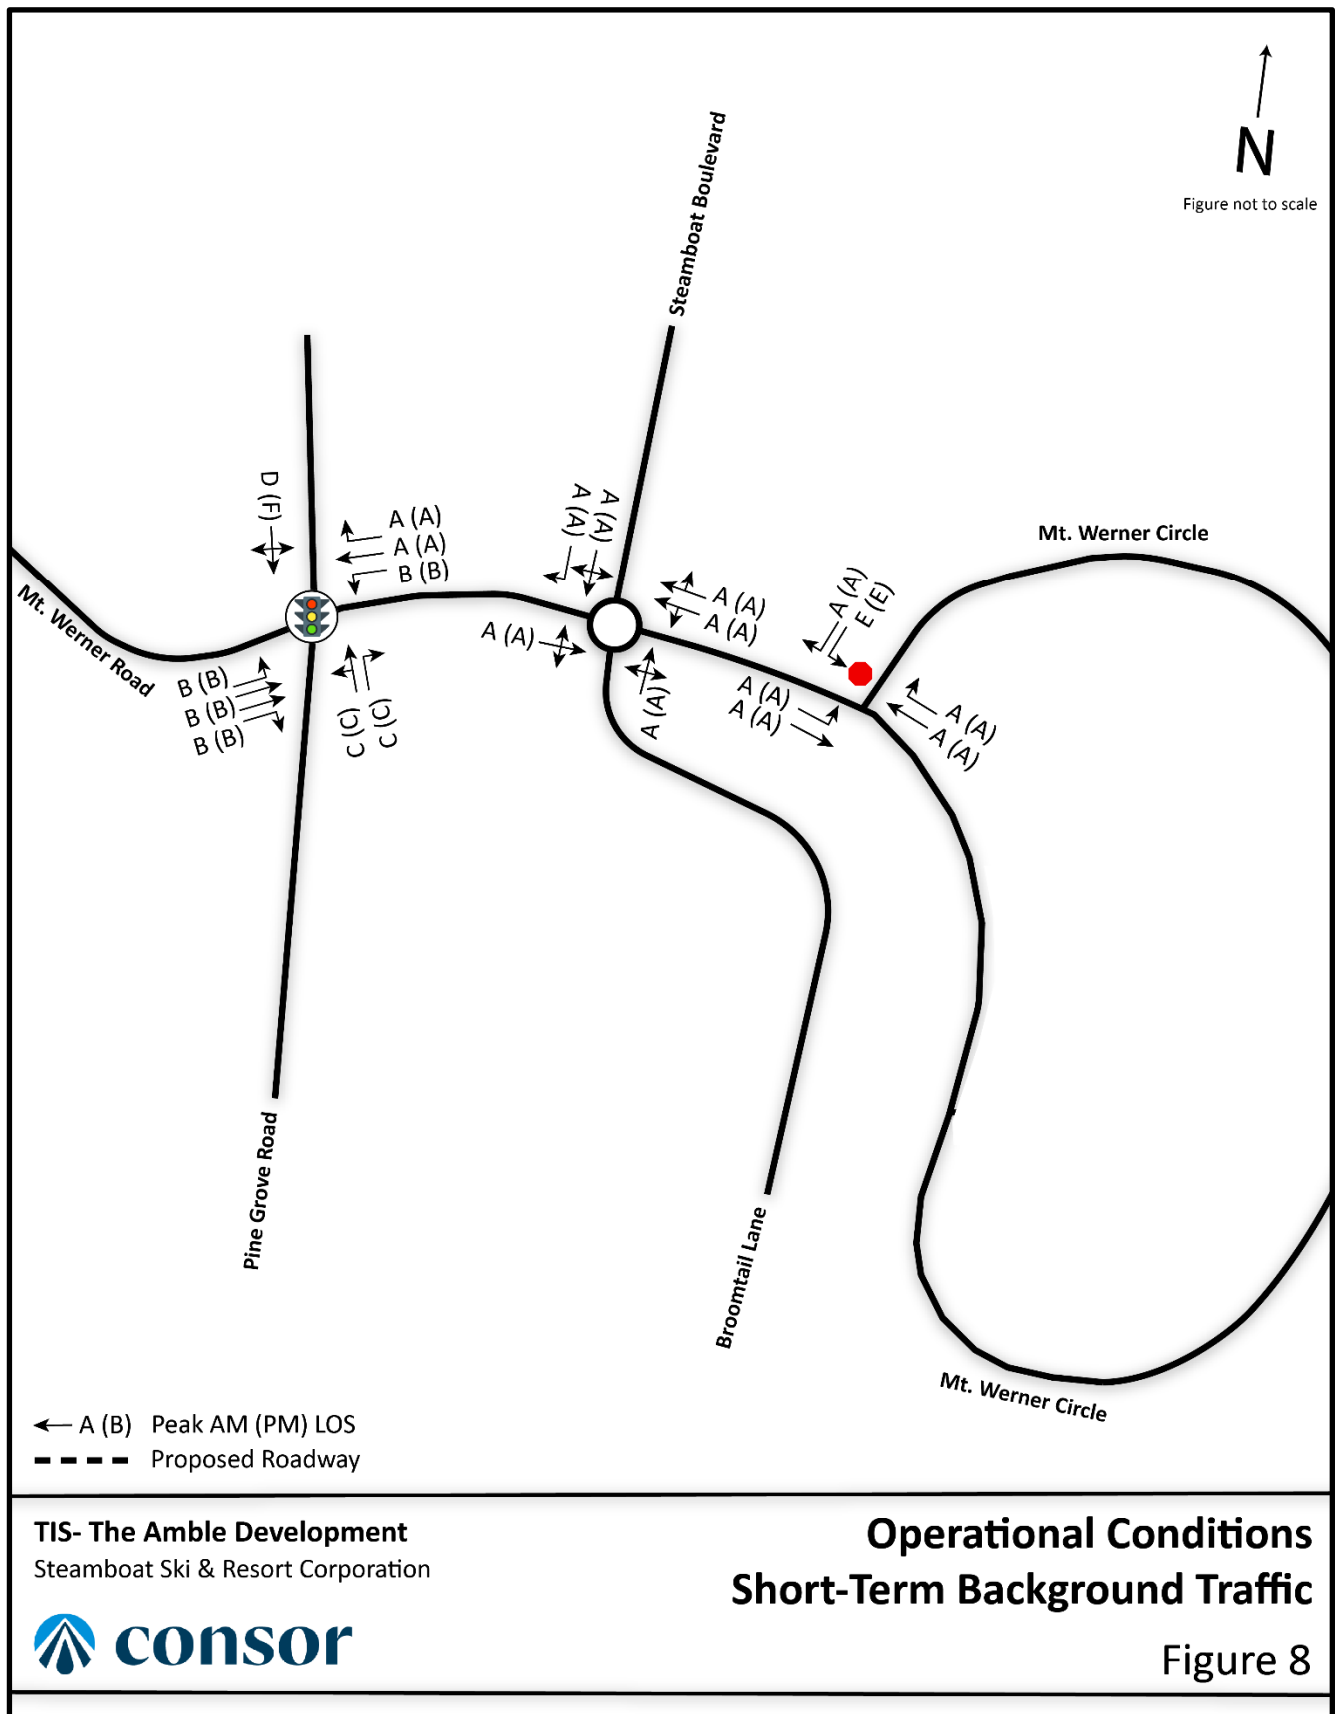 N
Figure not to scale
Steamboat Boulevard
Mt. Werner Circle
D (F)
A (A)
A (A)
B (B)
A (A)
A (A)
A (A)
A (A)
A (A)
E (E)
Mt. Werner Road
A (A)
B (B)
B (B)
B (B)
C (C)
C (C)
A (A)
A (A)
A (A)
A (A)
A (A)
Pine Grove Road
Broomtail Lane
Mt. Werner Circle
A (B) Peak AM (PM) LOS
Proposed Roadway
TIS- The Amble Development
Steamboat Ski & Resort Corporation
consor
Operational Conditions
Short-Term Background Traffic
Figure 8